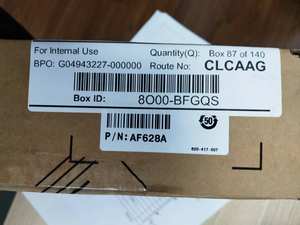 For Internal Use Quantity(Q): Box 87 of 140
BPO: G04943227-000000 Route No: CLCAAG
Box ID: 8O00-BFGQS
50
P/N: AF628A